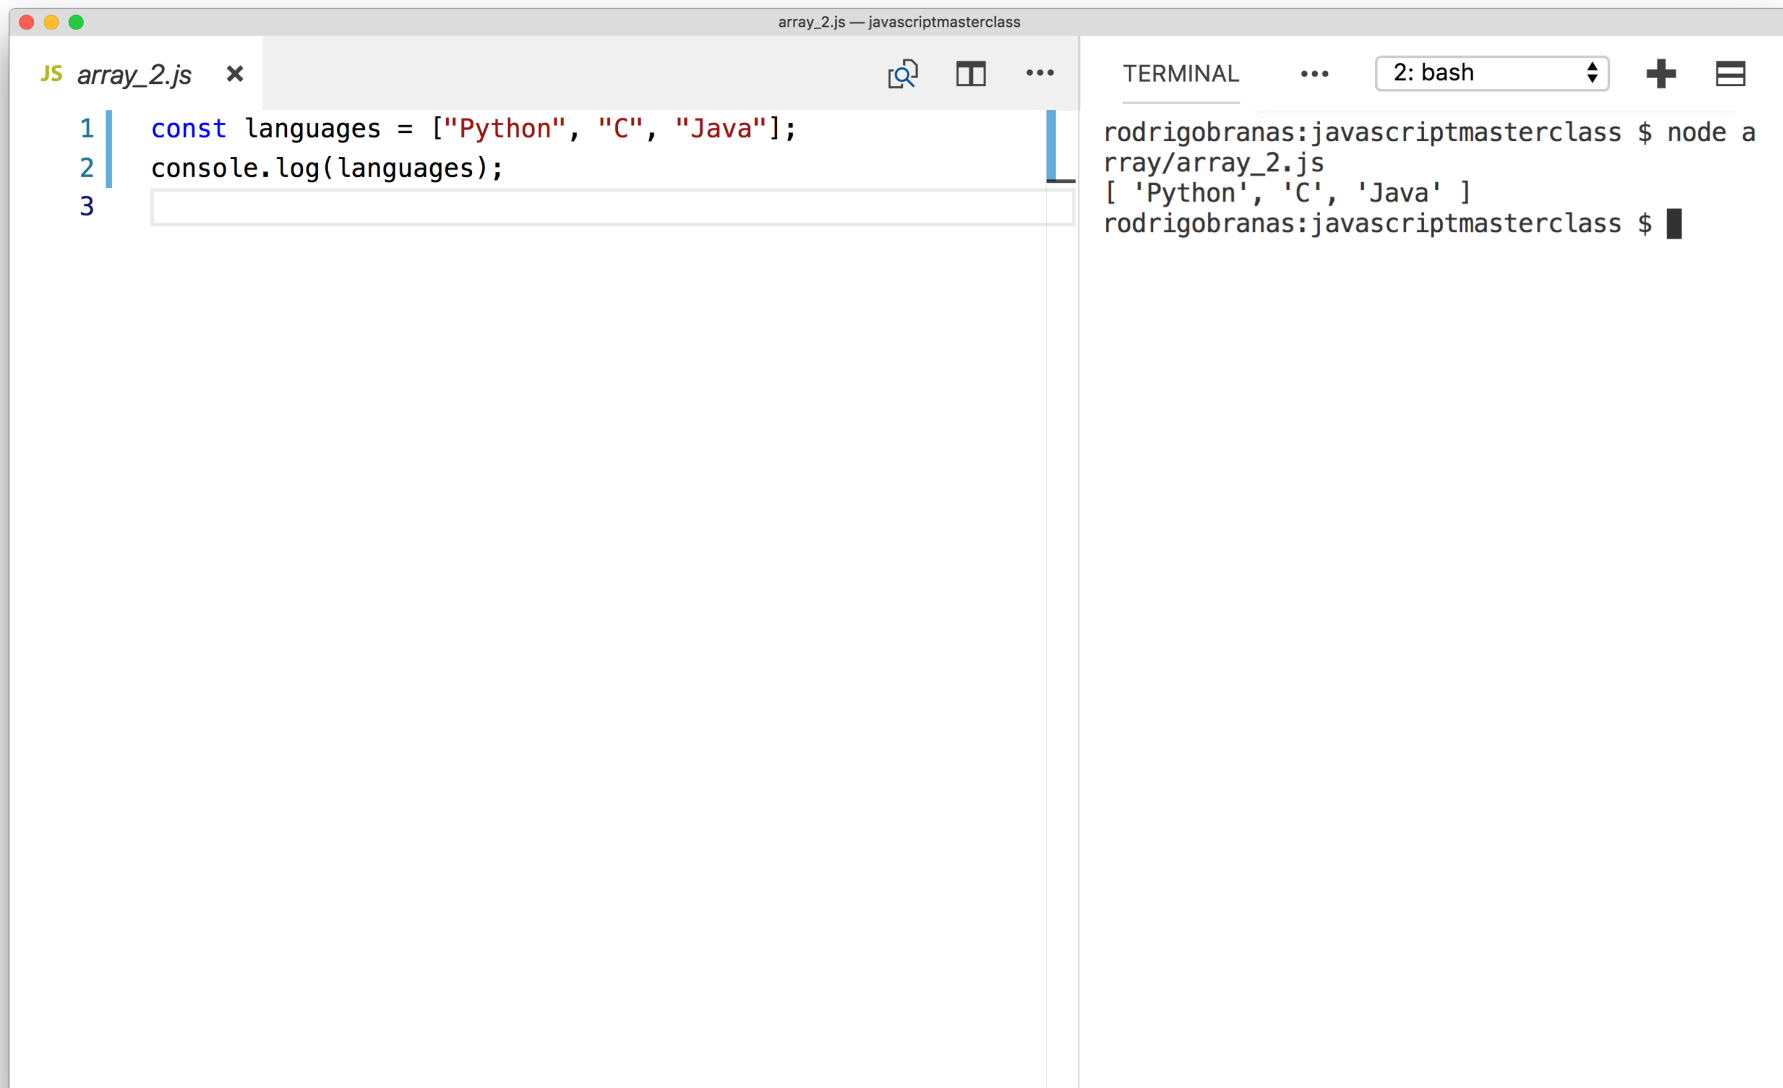 array_2.js — javascriptmasterclass
JS array_2.js
TERMINAL
2: bash
1 const languages = ["Python", "C", "Java"];
2 console.log(languages);
3
rodrigobranas:javascriptmasterclass $ node a
rray/array_2.js
[ 'Python', 'C', 'Java' ]
rodrigobranas:javascriptmasterclass $